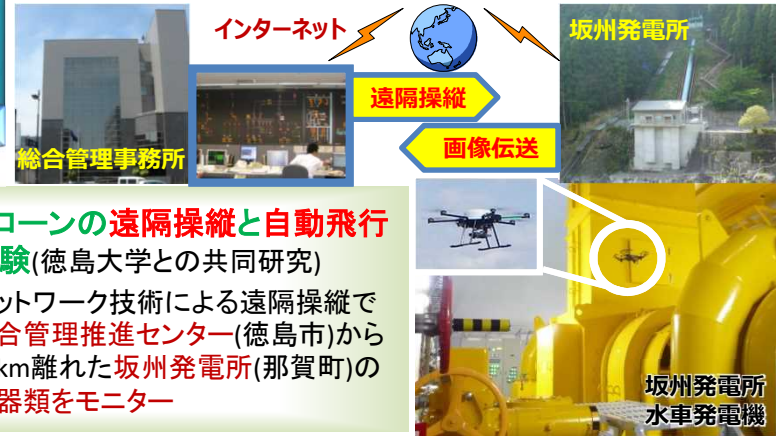 インターネット
坂州発電所
遠隔操縦
画像伝送
総合管理事務所
ローンの遠隔操縦と自動飛行
験(徳島大学との共同研究)
ットワーク技術による遠隔操縦で
合管理推進センター(徳島市)から
km離れた坂州発電所(那賀町)の
器類をモニター
坂州発電所
水車発電機